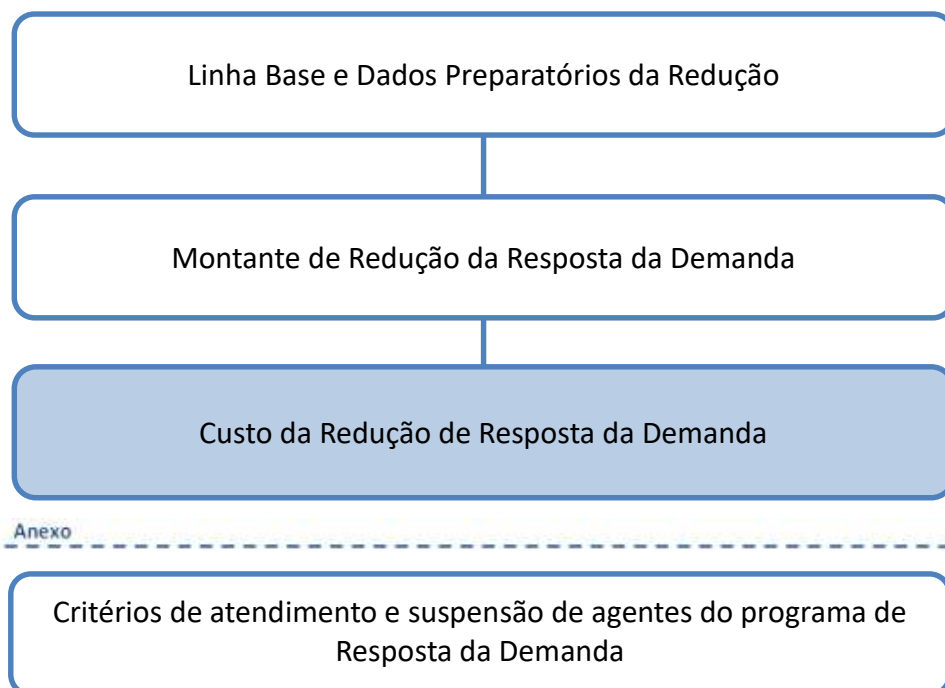 Linha Base e Dados Preparatórios da Redução
Montante de Redução da Resposta da Demanda
Custo da Redução de Resposta da Demanda
Anexo
Critérios de atendimento e suspensão de agentes do programa de
Resposta da Demanda